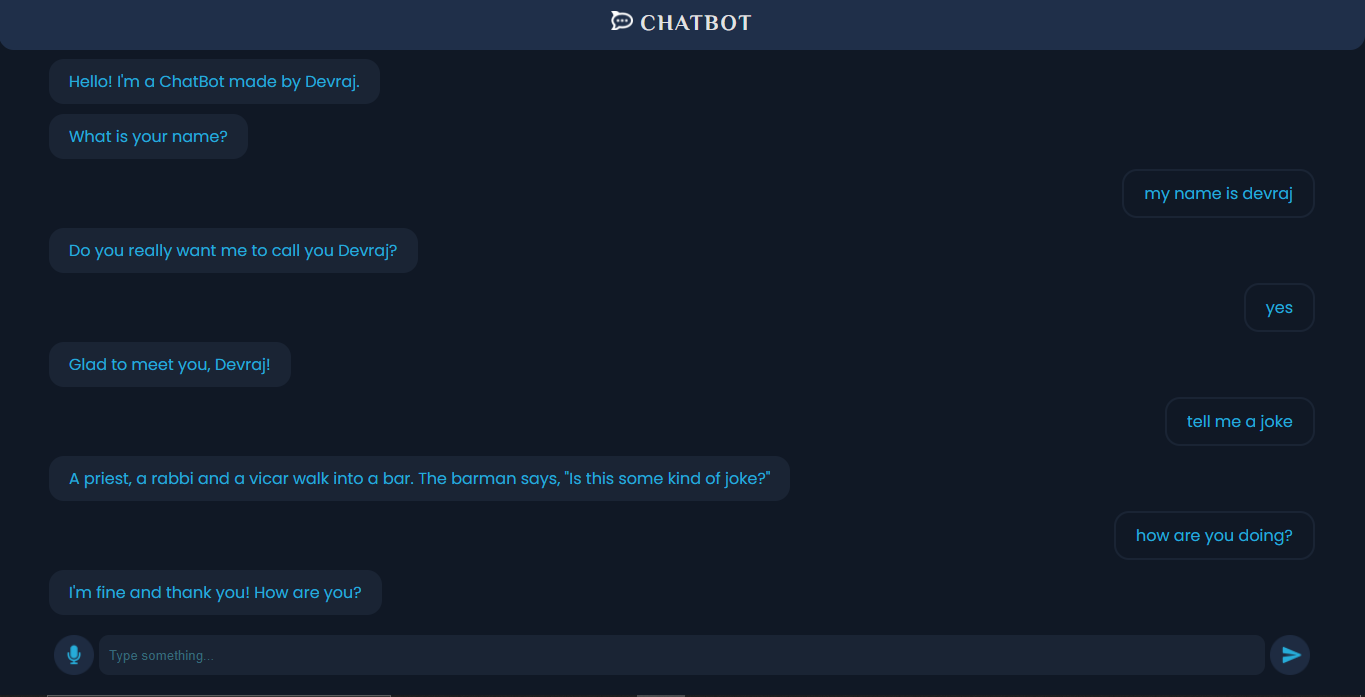 CHATBOT
Hello! I'm a ChatBot made by Devraj.
What is your name?
my name is devraj
Do you really want me to call you Devraj?
yes
Glad to meet you, Devraj!
tell me a joke
A priest, a rabbi and a vicar walk into a bar. The barman says, "Is this some kind of joke?"
how are you doing?
I'm fine and thank you! How are you?
Type something...